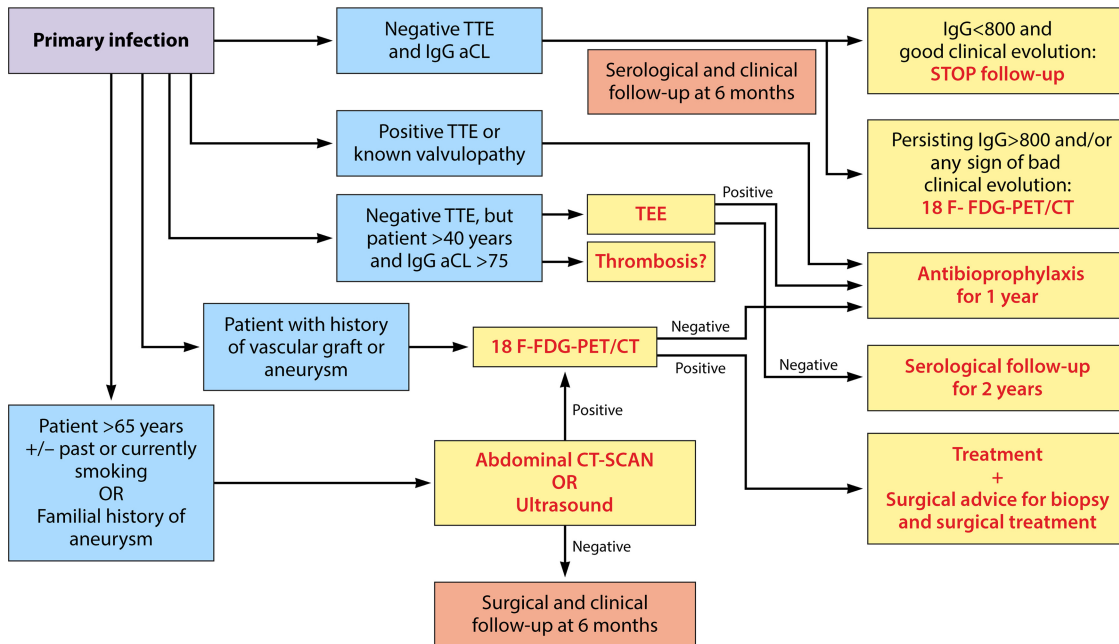 Primary infection
Negative TTE
and IgG aCL
Serological and clinical
follow-up at 6 months
IgG<800 and
good clinical evolution:
STOP follow-up
Positive TTE or
known valvulopathy
Persisting IgG>800 and/or
any sign of bad
clinical evolution:
18 F- FDG-PET/CT
Negative TTE, but
patient >40 years
and IgG aCL >75
TEE
Positive
Thrombosis?
Antibioprophylaxis
for 1 year
Patient with history
of vascular graft or
aneurysm
18 F-FDG-PET/CT
Negative
Positive
Negative
Serological follow-up
for 2 years
Patient >65 years
+/– past or currently
smoking
OR
Familial history of
aneurysm
Positive
Abdominal CT-SCAN
OR
Ultrasound
Treatment
+
Surgical advice for biopsy
and surgical treatment
Negative
Surgical and clinical
follow-up at 6 months